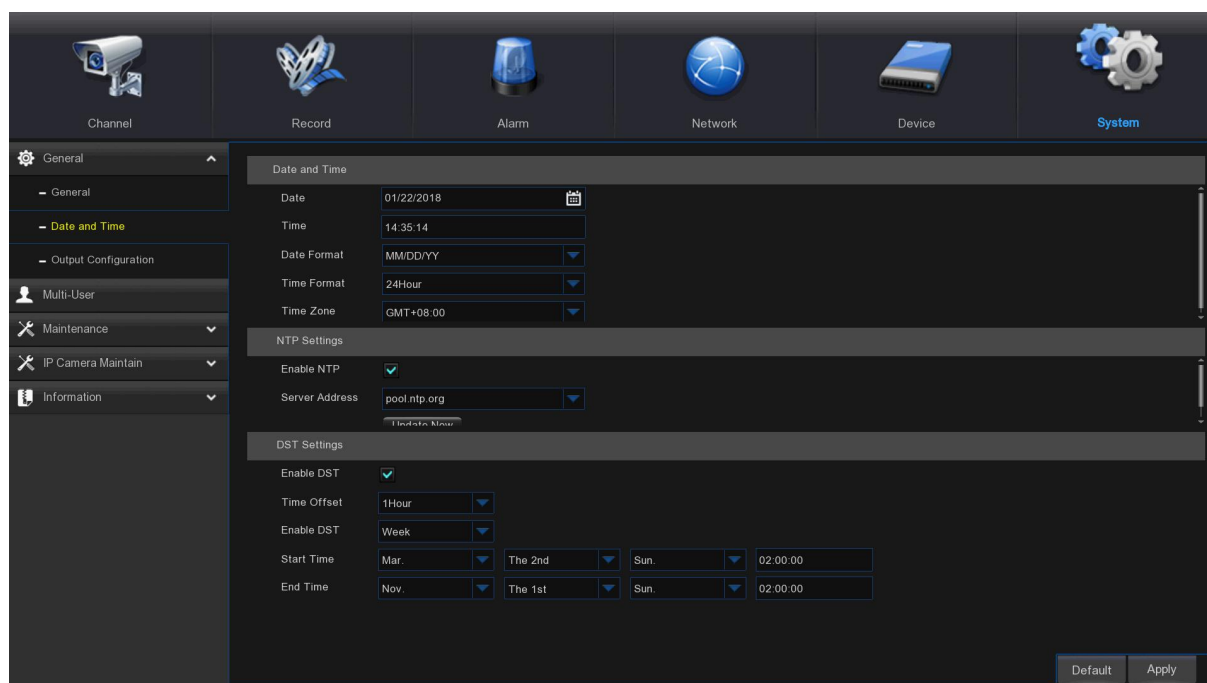 Channel Record Alarm Network Device System
General
General
Date and Time
Output Configuration
Multi-User
Maintenance
IP Camera Maintain
Information
Date and Time
Date 01/22/2018
Time 14:35:14
Date Format MM/DD/YY
Time Format 24Hour
Time Zone GMT+08:00
NTP Settings
Enable NTP
Server Address pool.ntp.org
Update Now
DST Settings
Enable DST
Time Offset 1Hour
Enable DST Week
Start Time Mar. The 2nd Sun. 02:00:00
End Time Nov. The 1st Sun. 02:00:00
Default Apply